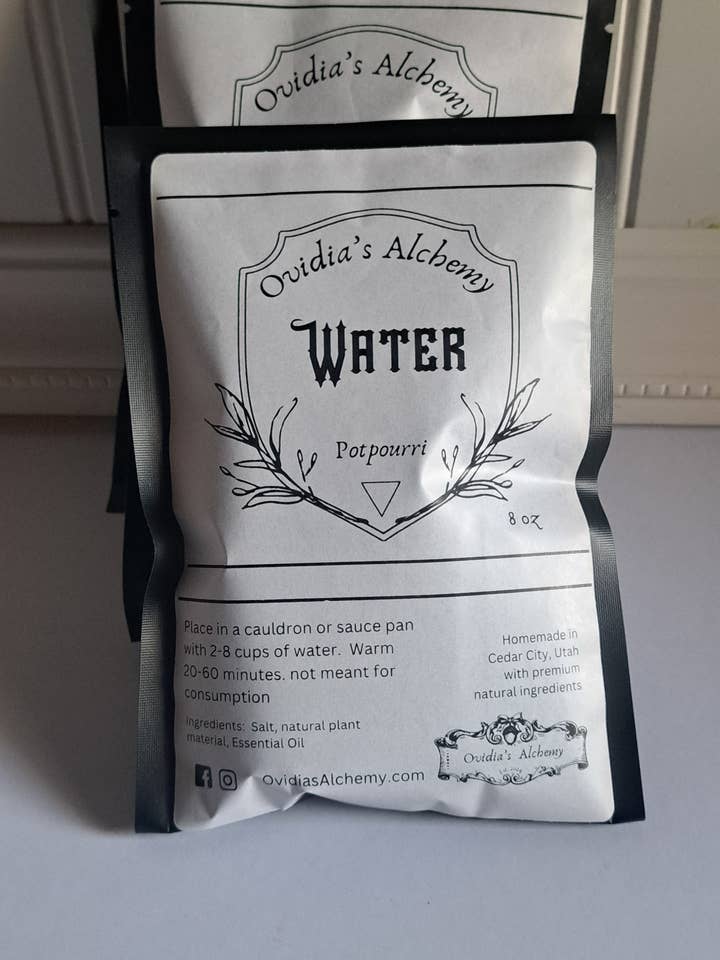 Ovidia's Alchemy
Ovidia's Alchemy
WATER
Potpourri
8 oz
Place in a cauldron or sauce pan
with 2-8 cups of water. Warm
20-60 minutes. not meant for
consumption
Ingredients: Salt, natural plant
material, Essential Oil
OvidiasAlchemy.com
Homemade in
Cedar City, Utah
with premium
natural ingredients
Ovidia's Alchemy